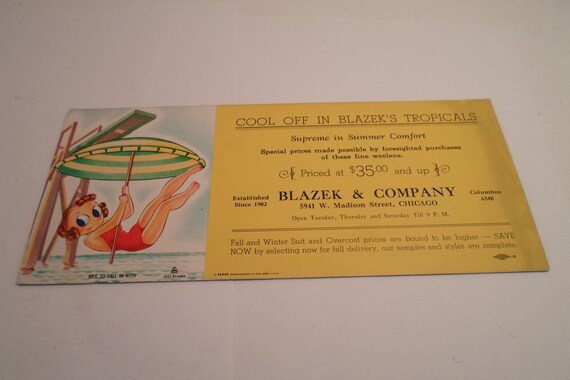 COOL OFF IN BLAZEK'S TROPICALS
Supreme in Summer Comfort
Special prices made possible by foresighted purchases
of these fine woolens.
Priced at $35.00 and up
Established
Since 1902
BLAZEK & COMPANY
5941 W. Madison Street, CHICAGO
Columbus
6346
Open Tuesday, Thursday and Saturday Till 9 P. M.
Fall and Winter Suit and Overcoat prices are bound to be higher — SAVE
NOW by selecting now for fall delivery, our samples and styles are complete.